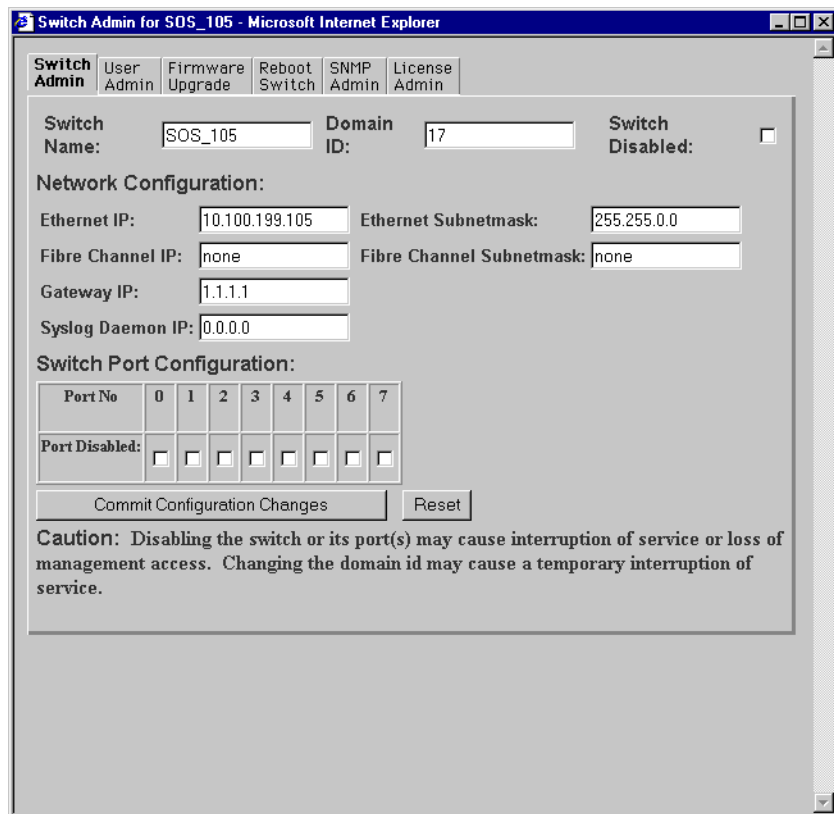 Switch Admin for SOS_105 - Microsoft Internet Explorer
Switch Admin
User Admin
Firmware Upgrade
Reboot Switch
SNMP Admin
License Admin
Switch Name: SOS_105 Domain ID: 17 Switch Disabled:
Network Configuration:
Ethernet IP: 10.100.199.105 Ethernet Subnetmask: 255.255.0.0
Fibre Channel IP: none Fibre Channel Subnetmask: none
Gateway IP: 1.1.1.1
Syslog Daemon IP: 0.0.0.0
Switch Port Configuration:
Port No 0 1 2 3 4 5 6 7
Port Disabled:
Commit Configuration Changes Reset
Caution: Disabling the switch or its port(s) may cause interruption of service or loss of
management access. Changing the domain id may cause a temporary interruption of
service.